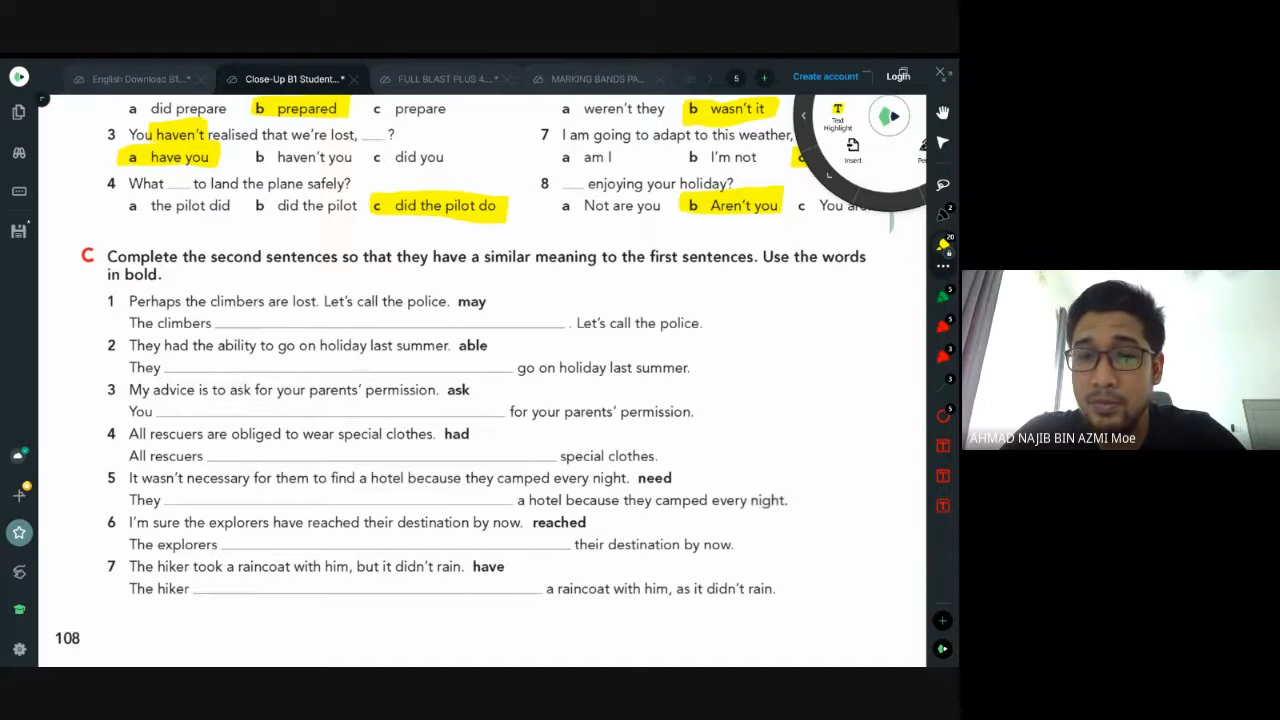 English Download B1...*
Close-Up B1 Student...*
FULL BLAST PLUS 4....*
MARKING BANDS PA...
5
Create account
Login
a did prepare b prepared c prepare
3 You haven't realised that we're lost, ___ ?
a have you b haven't you c did you
4 What ___ to land the plane safely?
a the pilot did b did the pilot c did the pilot do
a weren't they b wasn't it
7 I am going to adapt to this weather,
a am I b I'm not
8 ___ enjoying your holiday?
a Not are you b Aren't you c You are
T
Text
Highlight
Insert
C Complete the second sentences so that they have a similar meaning to the first sentences. Use the words
in bold.
1 Perhaps the climbers are lost. Let's call the police. may
The climbers ___ . Let's call the police.
2 They had the ability to go on holiday last summer. able
They ___ go on holiday last summer.
3 My advice is to ask for your parents' permission. ask
You ___ for your parents' permission.
4 All rescuers are obliged to wear special clothes. had
All rescuers ___ special clothes.
5 It wasn't necessary for them to find a hotel because they camped every night. need
They ___ a hotel because they camped every night.
6 I'm sure the explorers have reached their destination by now. reached
The explorers ___ their destination by now.
7 The hiker took a raincoat with him, but it didn't rain. have
The hiker ___ a raincoat with him, as it didn't rain.
108
2
20
5
5
3
3
5
T
T
T
AHMAD NAJIB BIN AZMI Moe